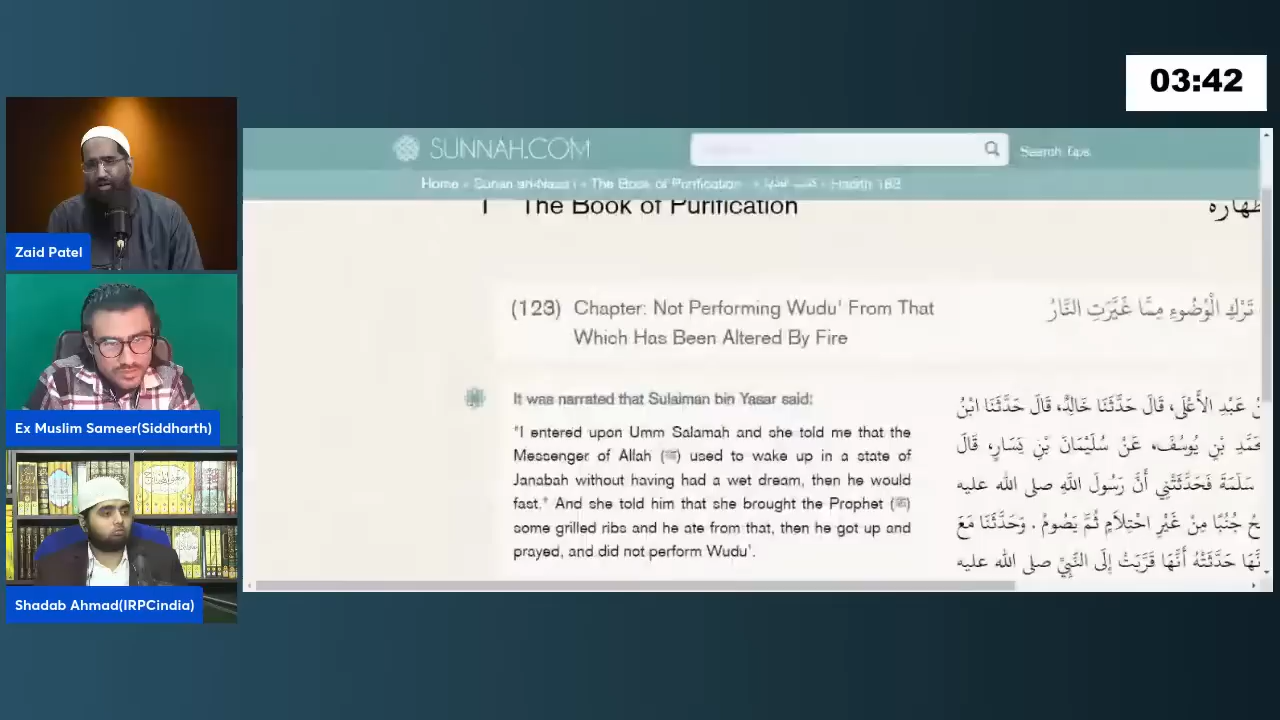 03:42
Zaid Patel
Ex Muslim Sameer(Siddharth)
Shadab Ahmad(IRPCindia)
SUNNAH.COM
Search Tips
Home » Sunan an-Nasa'i » The Book of Purification » » Hadith 183
1 The Book of Purification
طهارة
(123) Chapter: Not Performing Wudu' From That
Which Has Been Altered By Fire
تَرْكِ الْوُضُوءِ مِمَّا غَيَّرَتِ النَّارُ
It was narrated that Sulaiman bin Yasar said:
"I entered upon Umm Salamah and she told me that the
Messenger of Allah (ﷺ) used to wake up in a state of
Janabah without having had a wet dream, then he would
fast." And she told him that she brought the Prophet (ﷺ)
some grilled ribs and he ate from that, then he got up and
prayed, and did not perform Wudu'.
عَبْدِ الأَعْلَى، قَالَ حَدَّثَنَا خَالِدٌ، قَالَ حَدَّثَنَا ابْنُ
بْنِ يُوسُفَ، عَنْ سُلَيْمَانَ بْنِ يَسَارٍ، قَالَ
سَلَمَةَ فَحَدَّثَتْنِي أَنَّ رَسُولَ اللَّهِ صلى الله عليه
جُنُبًا مِنْ غَيْرِ احْتِلاَمٍ ثُمَّ يَصُومُ . وَحَدَّثَنَا مَعَ
أَنَّهَا حَدَّثَتْهُ أَنَّهَا قَرَّبَتْ إِلَى النَّبِيِّ صلى الله عليه